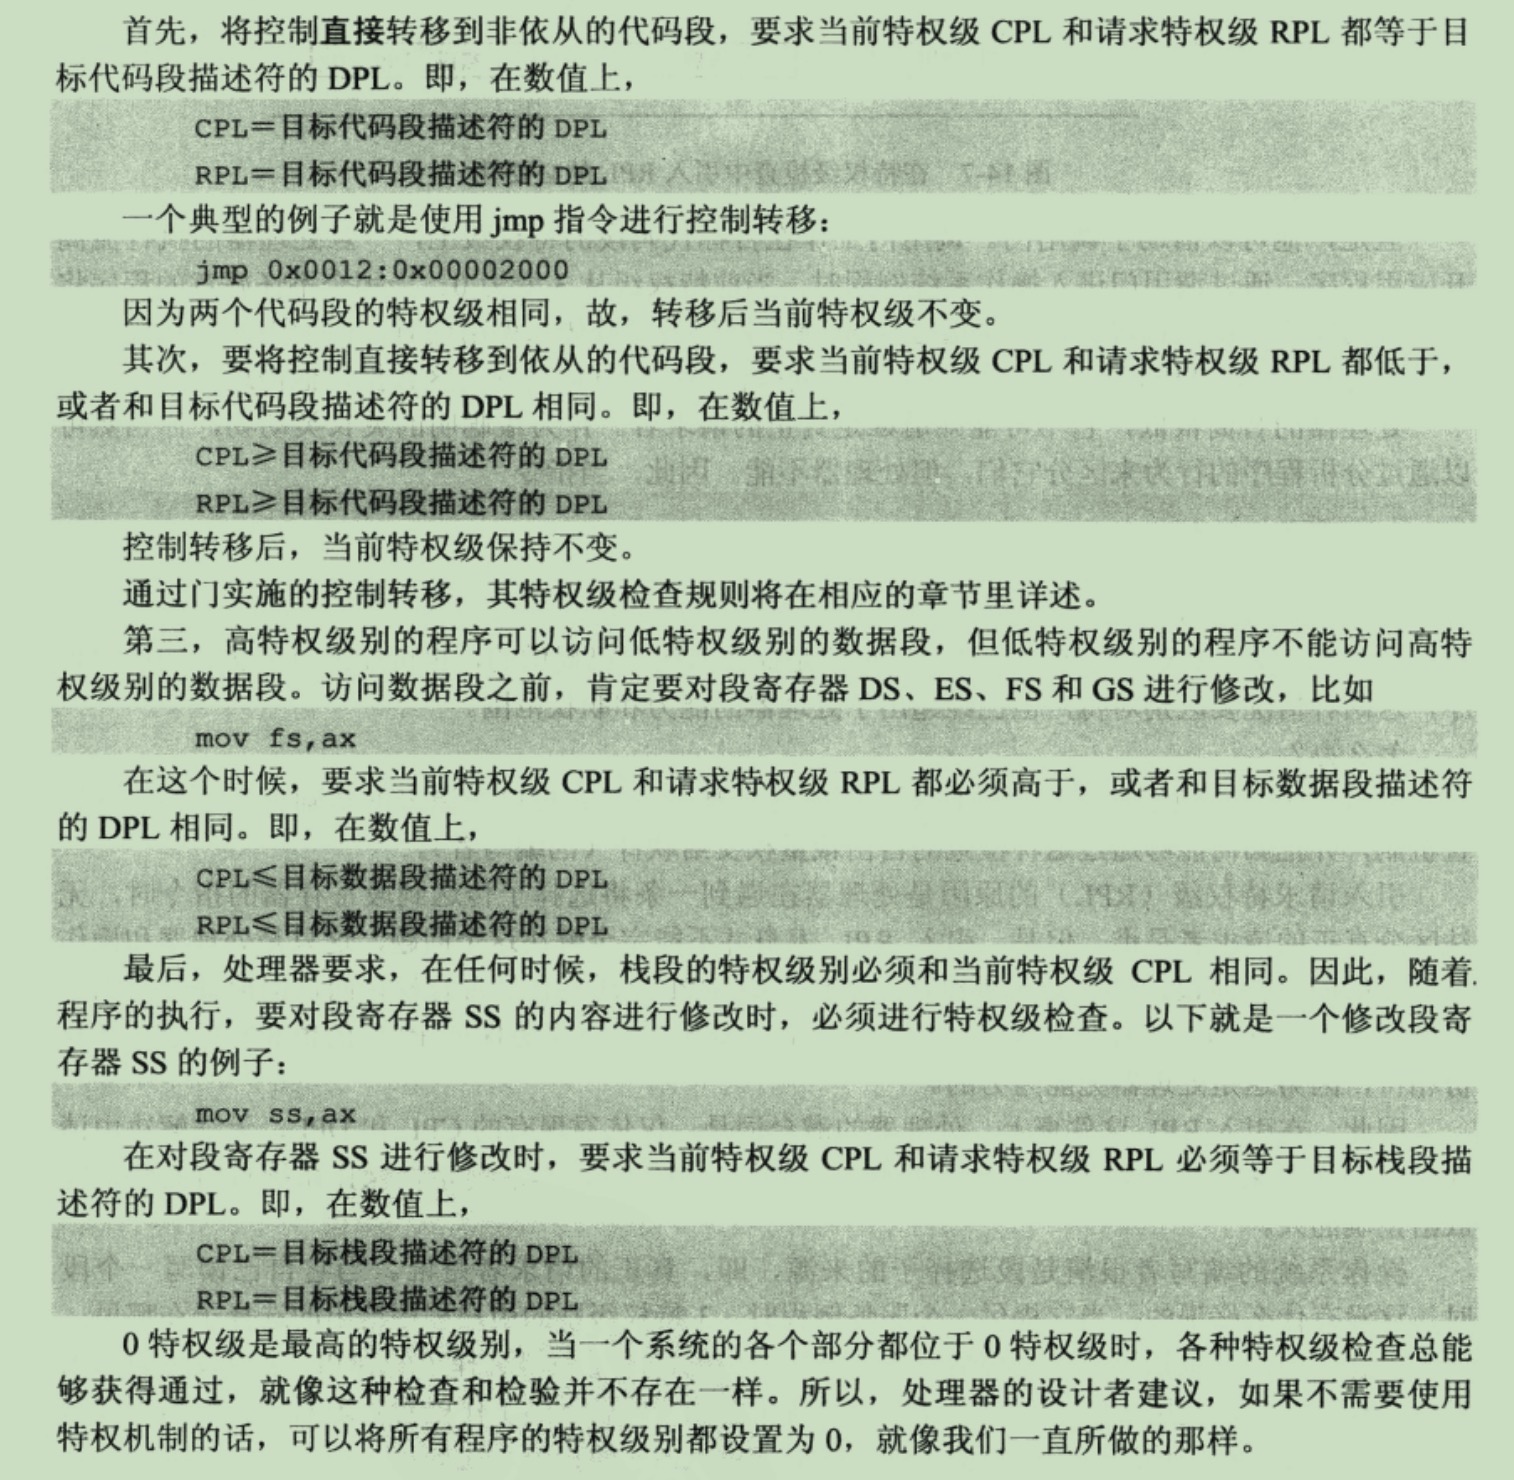 首先，将控制直接转移到非依从的代码段，要求当前特权级 CPL 和请求特权级 RPL 都等于目
标代码段描述符的 DPL。即，在数值上，
CPL＝目标代码段描述符的 DPL
RPL＝目标代码段描述符的 DPL
一个典型的例子就是使用 jmp 指令进行控制转移：
jmp 0x0012:0x00002000
因为两个代码段的特权级相同，故，转移后当前特权级不变。
其次，要将控制直接转移到依从的代码段，要求当前特权级 CPL 和请求特权级 RPL 都低于，
或者和目标代码段描述符的 DPL 相同。即，在数值上，
CPL≥目标代码段描述符的 DPL
RPL≥目标代码段描述符的 DPL
控制转移后，当前特权级保持不变。
通过门实施的控制转移，其特权级检查规则将在相应的章节里详述。
第三，高特权级别的程序可以访问低特权级别的数据段，但低特权级别的程序不能访问高特
权级别的数据段。访问数据段之前，肯定要对段寄存器 DS、ES、FS 和 GS 进行修改，比如
mov fs,ax
在这个时候，要求当前特权级 CPL 和请求特权级 RPL 都必须高于，或者和目标数据段描述符
的 DPL 相同。即，在数值上，
CPL≤目标数据段描述符的 DPL
RPL≤目标数据段描述符的 DPL
最后，处理器要求，在任何时候，栈段的特权级别必须和当前特权级 CPL 相同。因此，随着
程序的执行，要对段寄存器 SS 的内容进行修改时，必须进行特权级检查。以下就是一个修改段寄
存器 SS 的例子：
mov ss,ax
在对段寄存器 SS 进行修改时，要求当前特权级 CPL 和请求特权级 RPL 必须等于目标栈段描
述符的 DPL。即，在数值上，
CPL＝目标栈段描述符的 DPL
RPL＝目标栈段描述符的 DPL
0 特权级是最高的特权级别，当一个系统的各个部分都位于 0 特权级时，各种特权级检查总能
够获得通过，就像这种检查和检验并不存在一样。所以，处理器的设计者建议，如果不需要使用
特权机制的话，可以将所有程序的特权级别都设置为 0，就像我们一直所做的那样。